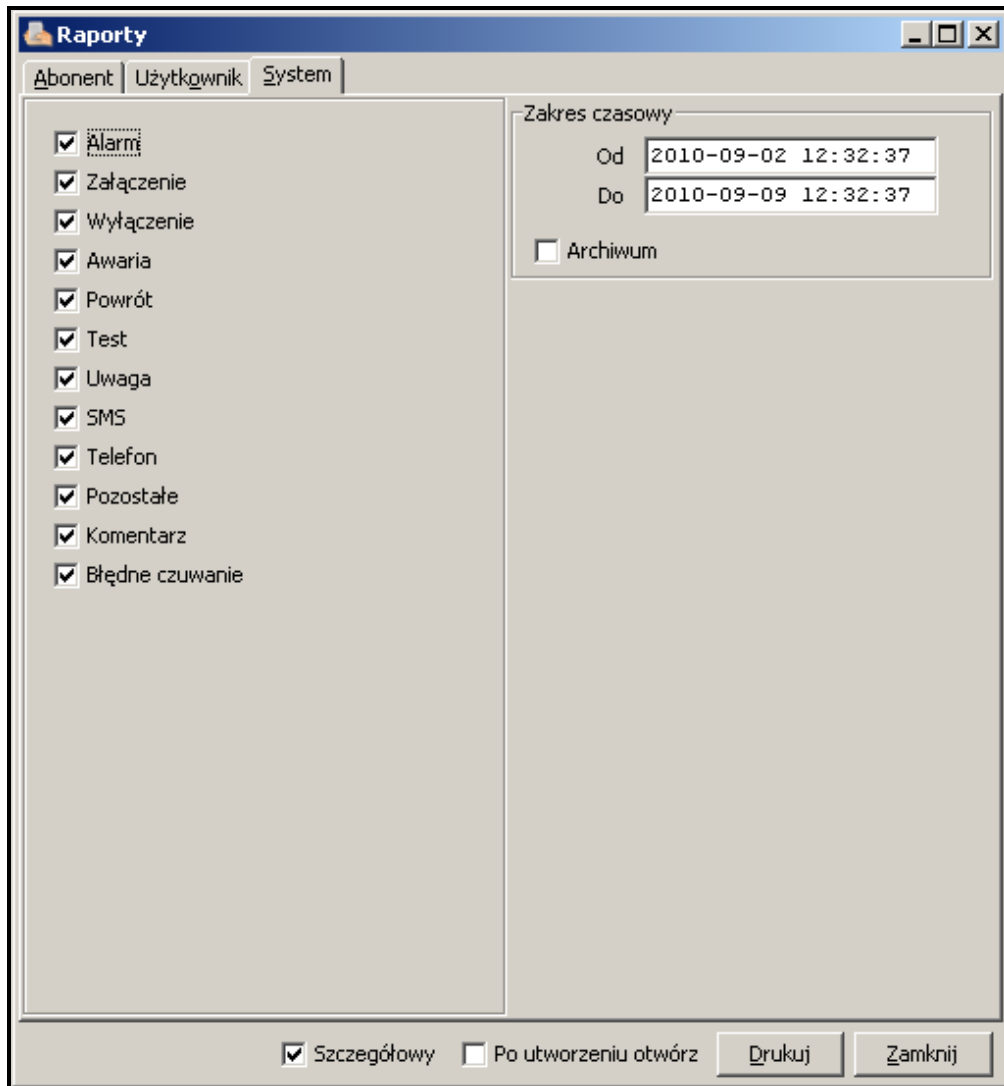 Raporty
Abonent Użytkownik System
Alarm
Załączenie
Wyłączenie
Awaria
Powrót
Test
Uwaga
SMS
Telefon
Pozostałe
Komentarz
Błędne czuwanie
Zakres czasowy
Od 2010-09-02 12:32:37
Do 2010-09-09 12:32:37
Archiwum
Szczegółowy Po utworzeniu otwórz Drukuj Zamknij